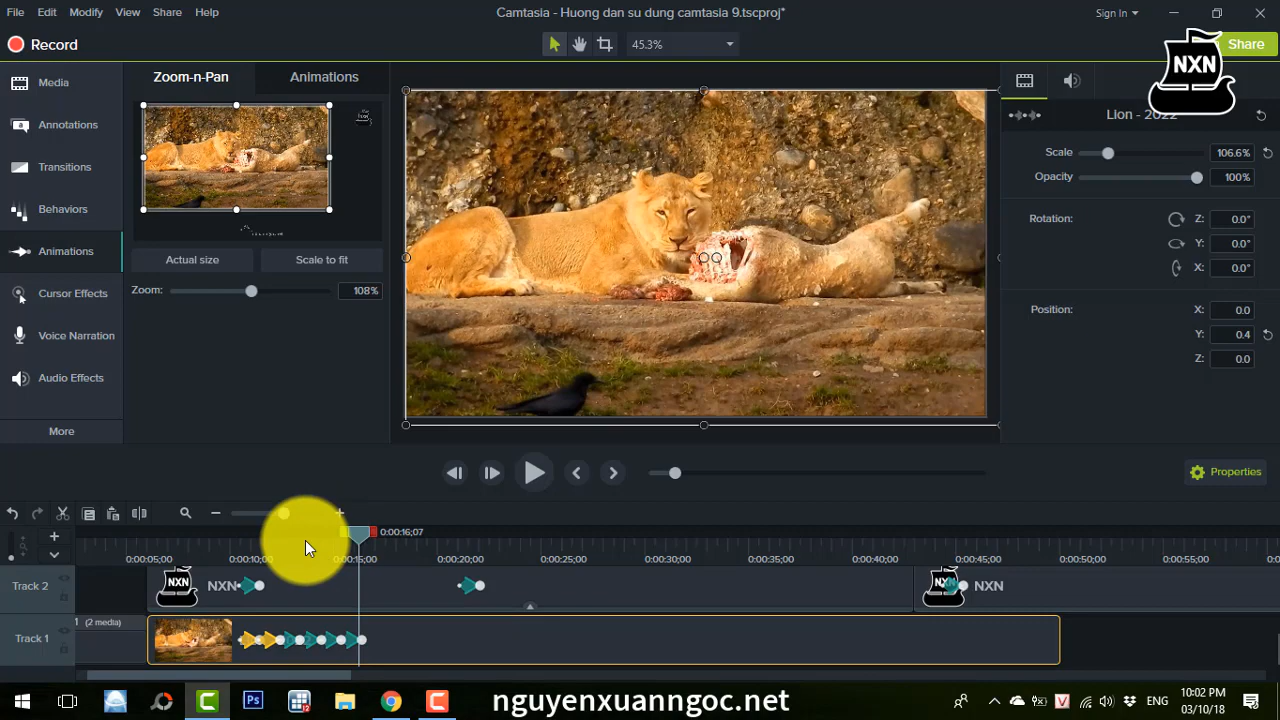 File Edit Modify View Share Help
Camtasia - Huong dan su dung camtasia 9.tscproj*
Sign In
Record
45.3%
Share
NXN
Media
Annotations
Transitions
Behaviors
Animations
Cursor Effects
Voice Narration
Audio Effects
More
Zoom-n-Pan
Animations
Actual size
Scale to fit
Zoom:
108%
Lion - 2022
Scale
106.6%
Opacity
100%
Rotation:
Z:
0.0°
Y:
0.0°
X:
0.0°
Position:
X:
0.0
Y:
0.4
Z:
0.0
Properties
0:00:16;07
0:00:05;00
0:00:10;00
0:00:15;00
0:00:20;00
0:00:25;00
0:00:30;00
0:00:35;00
0:00:40;00
0:00:45;00
0:00:50;00
0:00:55;00
Track 2
NXN
NXN
NXN
NXN
(2 media)
Track 1
Ps
12
nguyenxuanngoc.net
V
ENG
10:02 PM
03/10/18